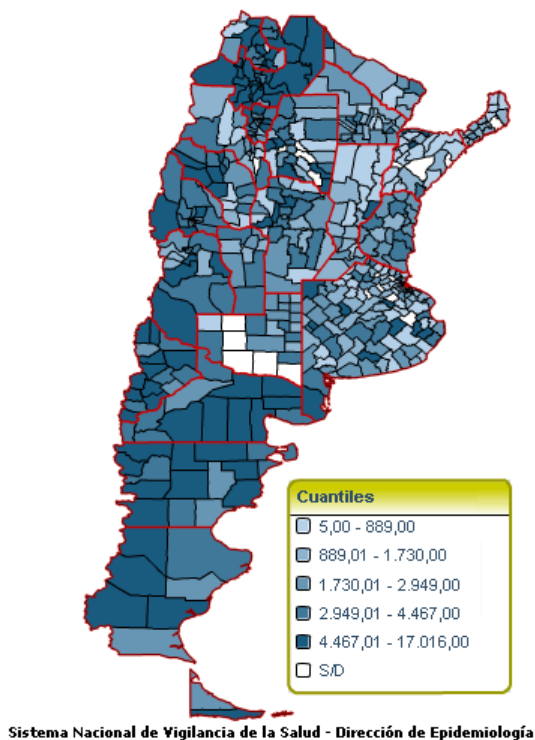 Cuantiles
5,00 - 889,00
889,01 - 1.730,00
1.730,01 - 2.949,00
2.949,01 - 4.467,00
4.467,01 - 17.016,00
S/D
Sistema Nacional de Vigilancia de la Salud - Dirección de Epidemiología